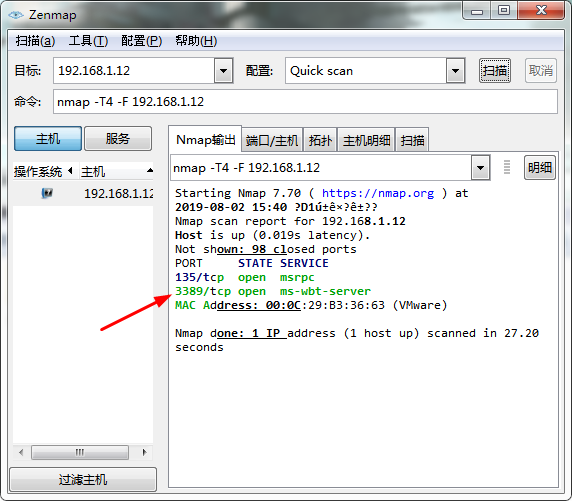 Zenmap
扫描(a) 工具(T) 配置(P) 帮助(H)
目标: 192.168.1.12 配置: Quick scan 扫描 取消
命令: nmap -T4 -F 192.168.1.12
主机 服务
操作系统 主机
192.168.1.12
过滤主机
Nmap输出 端口/主机 拓扑 主机明细 扫描
nmap -T4 -F 192.168.1.12 明细
Starting Nmap 7.70 ( https://nmap.org ) at
2019-08-02 15:40 ?D1ú±ê×?ê±??
Nmap scan report for 192.168.1.12
Host is up (0.019s latency).
Not shown: 98 closed ports
PORT STATE SERVICE
135/tcp open msrpc
3389/tcp open ms-wbt-server
MAC Address: 00:0C:29:B3:36:63 (VMware)
Nmap done: 1 IP address (1 host up) scanned in 27.20
seconds